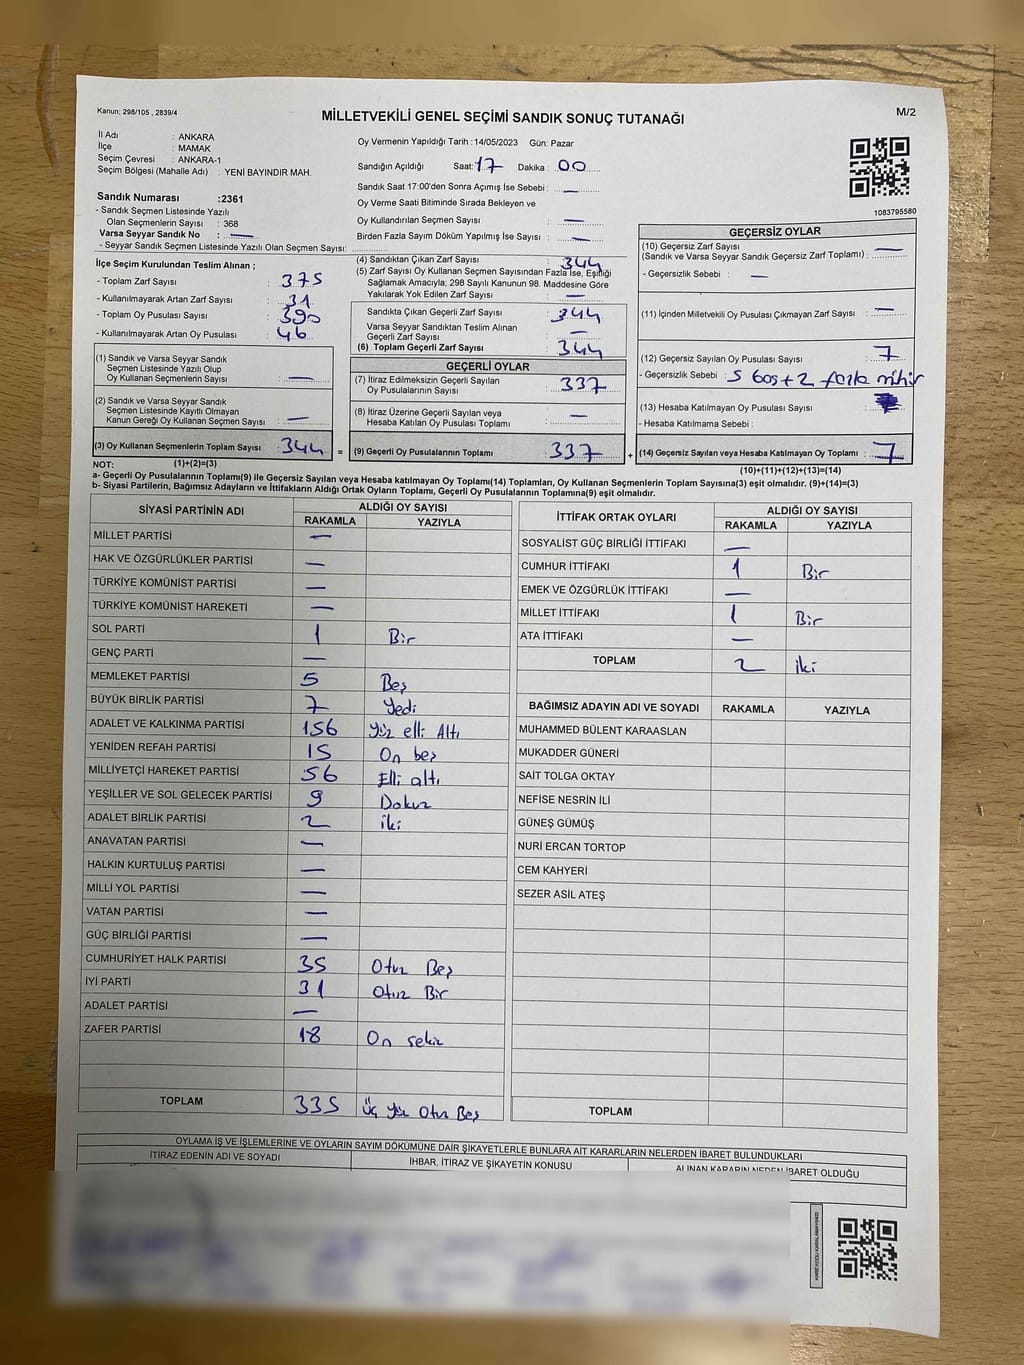 Kanun: 298/105 , 2839/4
MİLLETVEKİLİ GENEL SEÇİMİ SANDIK SONUÇ TUTANAĞI
M/2
İl Adı : ANKARA
İlçe : MAMAK
Seçim Çevresi : ANKARA-1
Seçim Bölgesi (Mahalle Adı) : YENİ BAYINDIR MAH.
Sandık Numarası :2361
- Sandık Seçmen Listesinde Yazılı
Olan Seçmenlerin Sayısı : 368
Varsa Seyyar Sandık No : —
- Seyyar Sandık Seçmen Listesinde Yazılı Olan Seçmen Sayısı:
Oy Vermenin Yapıldığı Tarih : 14/05/2023 Gün: Pazar
Sandığın Açıldığı Saat: 17 Dakika : 00
Sandık Saat 17:00'den Sonra Açımış İse Sebebi : —
Oy Verme Saati Bitiminde Sırada Bekleyen ve
Oy Kullandırılan Seçmen Sayısı : —
Birden Fazla Sayım Döküm Yapılmış İse Sayısı : —
1083795580
İlçe Seçim Kurulundan Teslim Alınan ;
- Toplam Zarf Sayısı : 375
- Kullanılmayarak Artan Zarf Sayısı : 31
- Toplam Oy Pusulası Sayısı : 390
- Kullanılmayarak Artan Oy Pusulası : 46
(1) Sandık ve Varsa Seyyar Sandık
Seçmen Listesinde Yazılı Olup
Oy Kullanan Seçmenlerin Sayısı : —
(2) Sandık ve Varsa Seyyar Sandık
Seçmen Listesinde Kayıtlı Olmayan
Kanun Gereği Oy Kullanan Seçmen Sayısı : —
(3) Oy Kullanan Seçmenlerin Toplam Sayısı : 344 =
(4) Sandıktan Çıkan Zarf Sayısı : 344
(5) Zarf Sayısı Oy Kullanan Seçmen Sayısından Fazla İse, Eşitliği
Sağlamak Amacıyla; 298 Sayılı Kanunun 98. Maddesine Göre
Yakılarak Yok Edilen Zarf Sayısı : —
Sandıkta Çıkan Geçerli Zarf Sayısı : 344
Varsa Seyyar Sandıktan Teslim Alınan
Geçerli Zarf Sayısı : —
(6) Toplam Geçerli Zarf Sayısı : 344
GEÇERLİ OYLAR
(7) İtiraz Edilmeksizin Geçerli Sayılan
Oy Pusulalarının Sayısı : 337
(8) İtiraz Üzerine Geçerli Sayılan veya
Hesaba Katılan Oy Pusulaları Toplamı : —
(9) Geçerli Oy Pusulalarının Toplamı : 337 +
GEÇERSİZ OYLAR
(10) Geçersiz Zarf Sayısı
(Sandık ve Varsa Seyyar Sandık Geçersiz Zarf Toplamı) : —
- Geçersizlik Sebebi : —
(11) İçinden Milletvekili Oy Pusulası Çıkmayan Zarf Sayısı : —
(12) Geçersiz Sayılan Oy Pusulası Sayısı : 7
- Geçersizlik Sebebi : 5 boş + 2 fazla mühür
(13) Hesaba Katılmayan Oy Pusulası Sayısı :
- Hesaba Katılmama Sebebi :
(14) Geçersiz Sayılan veya Hesaba Katılmayan Oy Toplamı : 7
NOT: (1)+(2)=(3)
(10)+(11)+(12)+(13)=(14)
a- Geçerli Oy Pusulalarının Toplamı(9) ile Geçersiz Sayılan veya Hesaba katılmayan Oy Toplamı(14) Toplamları, Oy Kullanan Seçmenlerin Toplam Sayısına(3) eşit olmalıdır. (9)+(14)=(3)
b- Siyasi Partilerin, Bağımsız Adayların ve İttifakların Aldığı Ortak Oyların Toplamı, Geçerli Oy Pusulalarının Toplamına(9) eşit olmalıdır.
SİYASİ PARTİNİN ADI ALDIĞI OY SAYISI
RAKAMLA YAZIYLA
MİLLET PARTİSİ —
HAK VE ÖZGÜRLÜKLER PARTİSİ —
TÜRKİYE KOMÜNİST PARTİSİ —
TÜRKİYE KOMÜNİST HAREKETİ —
SOL PARTİ 1 Bir
GENÇ PARTİ —
MEMLEKET PARTİSİ 5 Beş
BÜYÜK BİRLİK PARTİSİ 7 Yedi
ADALET VE KALKINMA PARTİSİ 156 Yüz elli Altı
YENİDEN REFAH PARTİSİ 15 On beş
MİLLİYETÇİ HAREKET PARTİSİ 56 Elli altı
YEŞİLLER VE SOL GELECEK PARTİSİ 9 Dokuz
ADALET BİRLİK PARTİSİ 2 iki
ANAVATAN PARTİSİ —
HALKIN KURTULUŞ PARTİSİ —
MİLLİ YOL PARTİSİ —
VATAN PARTİSİ —
GÜÇ BİRLİĞİ PARTİSİ —
CUMHURİYET HALK PARTİSİ 35 Otuz Beş
İYİ PARTİ 31 Otuz Bir
ADALET PARTİSİ —
ZAFER PARTİSİ 18 On sekiz
TOPLAM 335 Üç Yüz Otuz Beş
İTTİFAK ORTAK OYLARI ALDIĞI OY SAYISI
RAKAMLA YAZIYLA
SOSYALİST GÜÇ BİRLİĞİ İTTİFAKI —
CUMHUR İTTİFAKI 1 Bir
EMEK VE ÖZGÜRLÜK İTTİFAKI —
MİLLET İTTİFAKI 1 Bir
ATA İTTİFAKI —
TOPLAM 2 iki
BAĞIMSIZ ADAYIN ADI VE SOYADI RAKAMLA YAZIYLA
MUHAMMED BÜLENT KARAASLAN
MUKADDER GÜNERİ
SAİT TOLGA OKTAY
NEFİSE NESRİN İLİ
GÜNEŞ GÜMÜŞ
NURİ ERCAN TORTOP
CEM KAHYERİ
SEZER ASİL ATEŞ
TOPLAM
OYLAMA İŞ VE İŞLEMLERİNE VE OYLARIN SAYIM DÖKÜMÜNE DAİR ŞİKAYETLERLE BUNLARA AİT KARARLARIN NELERDEN İBARET BULUNDUKLARI
İTİRAZ EDENİN ADI VE SOYADI İHBAR, İTİRAZ VE ŞİKAYETİN KONUSU ALINAN KARARIN NEDEN İBARET OLDUĞU